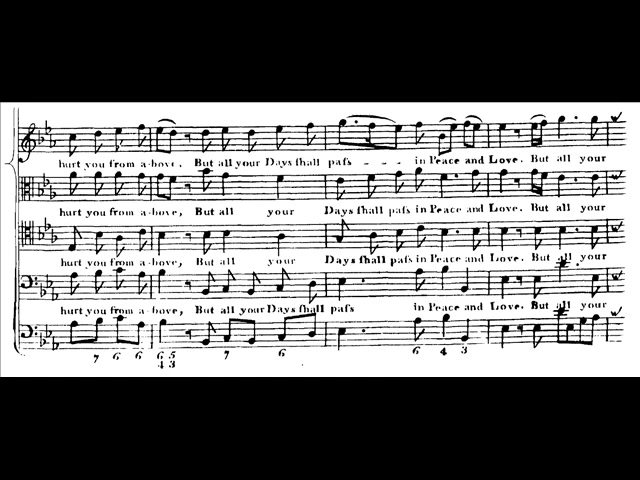 hurt you from a-bove. But all your Days ſhall paſs - - - - in Peace and Love. But all your
hurt you from a-bove, But all your Days ſhall paſs in Peace and Love. But all your
hurt you from a-bove, But all your Days ſhall paſs in Peace and Love. But all your
hurt you from a-bove, But all your Days ſhall paſs in Peace and Love. But all your
7 6 6 6 5 7 6 6 4 3
4 3